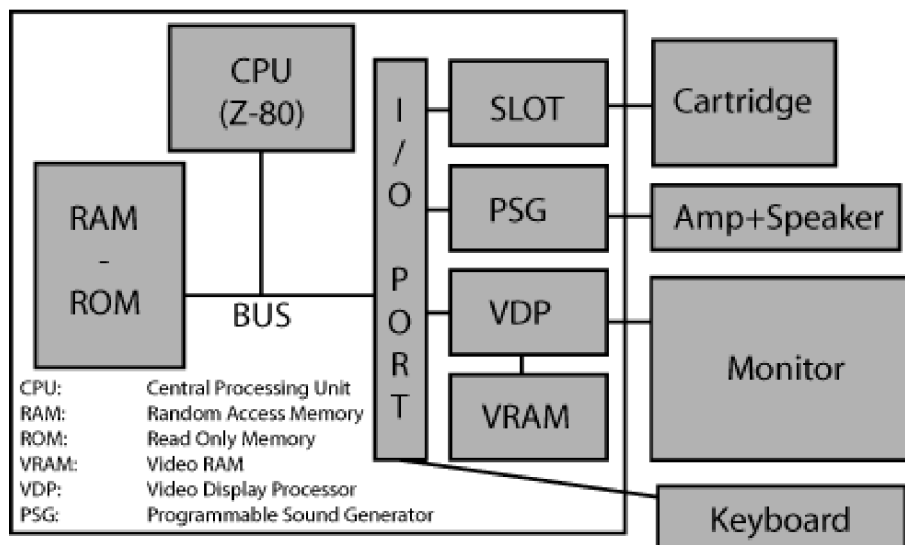 CPU
(Z-80)
RAM
-
ROM
BUS
I
/
O
P
O
R
T
SLOT
PSG
VDP
VRAM
Cartridge
Amp+Speaker
Monitor
Keyboard
CPU: Central Processing Unit
RAM: Random Access Memory
ROM: Read Only Memory
VRAM: Video RAM
VDP: Video Display Processor
PSG: Programmable Sound Generator